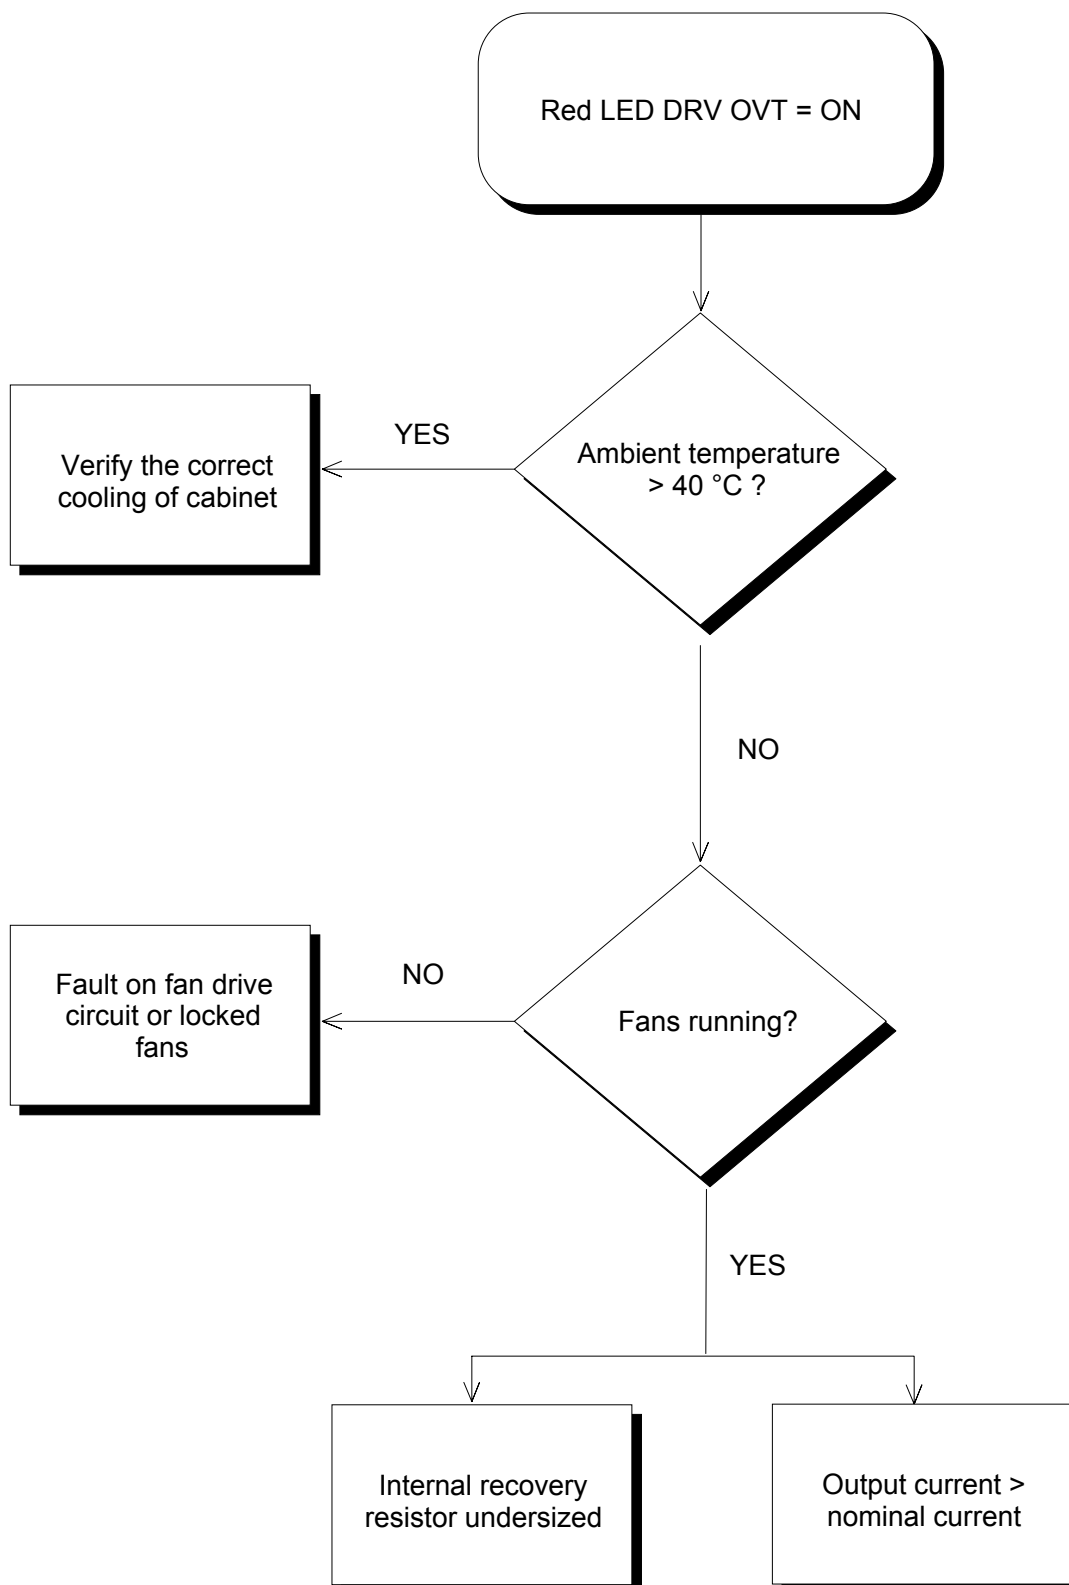 Red LED DRV OVT = ON
YES
Ambient temperature
> 40 °C ?
Verify the correct
cooling of cabinet
NO
NO
Fault on fan drive
circuit or locked
fans
Fans running?
YES
Internal recovery
resistor undersized
Output current >
nominal current